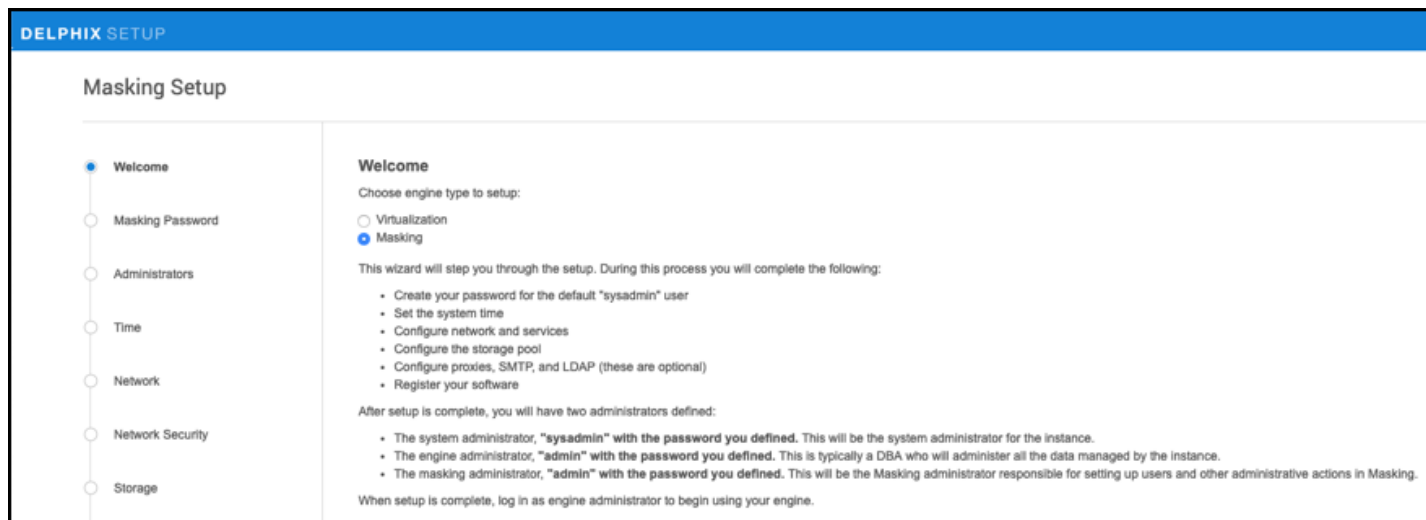 DELPHIX SETUP
Masking Setup
Welcome
Masking Password
Administrators
Time
Network
Network Security
Storage
Welcome
Choose engine type to setup:
Virtualization
Masking
This wizard will step you through the setup. During this process you will complete the following:
• Create your password for the default "sysadmin" user
• Set the system time
• Configure network and services
• Configure the storage pool
• Configure proxies, SMTP, and LDAP (these are optional)
• Register your software
After setup is complete, you will have two administrators defined:
• The system administrator, "sysadmin" with the password you defined. This will be the system administrator for the instance.
• The engine administrator, "admin" with the password you defined. This is typically a DBA who will administer all the data managed by the instance.
• The masking administrator, "admin" with the password you defined. This will be the Masking administrator responsible for setting up users and other administrative actions in Masking.
When setup is complete, log in as engine administrator to begin using your engine.